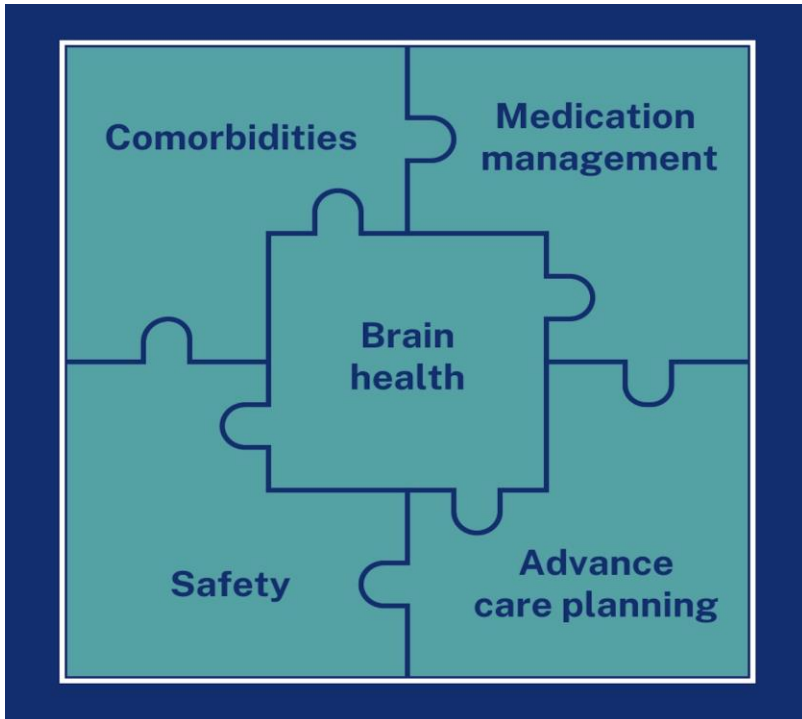 Comorbidities
Medication
management
Brain
health
Safety
Advance
care planning